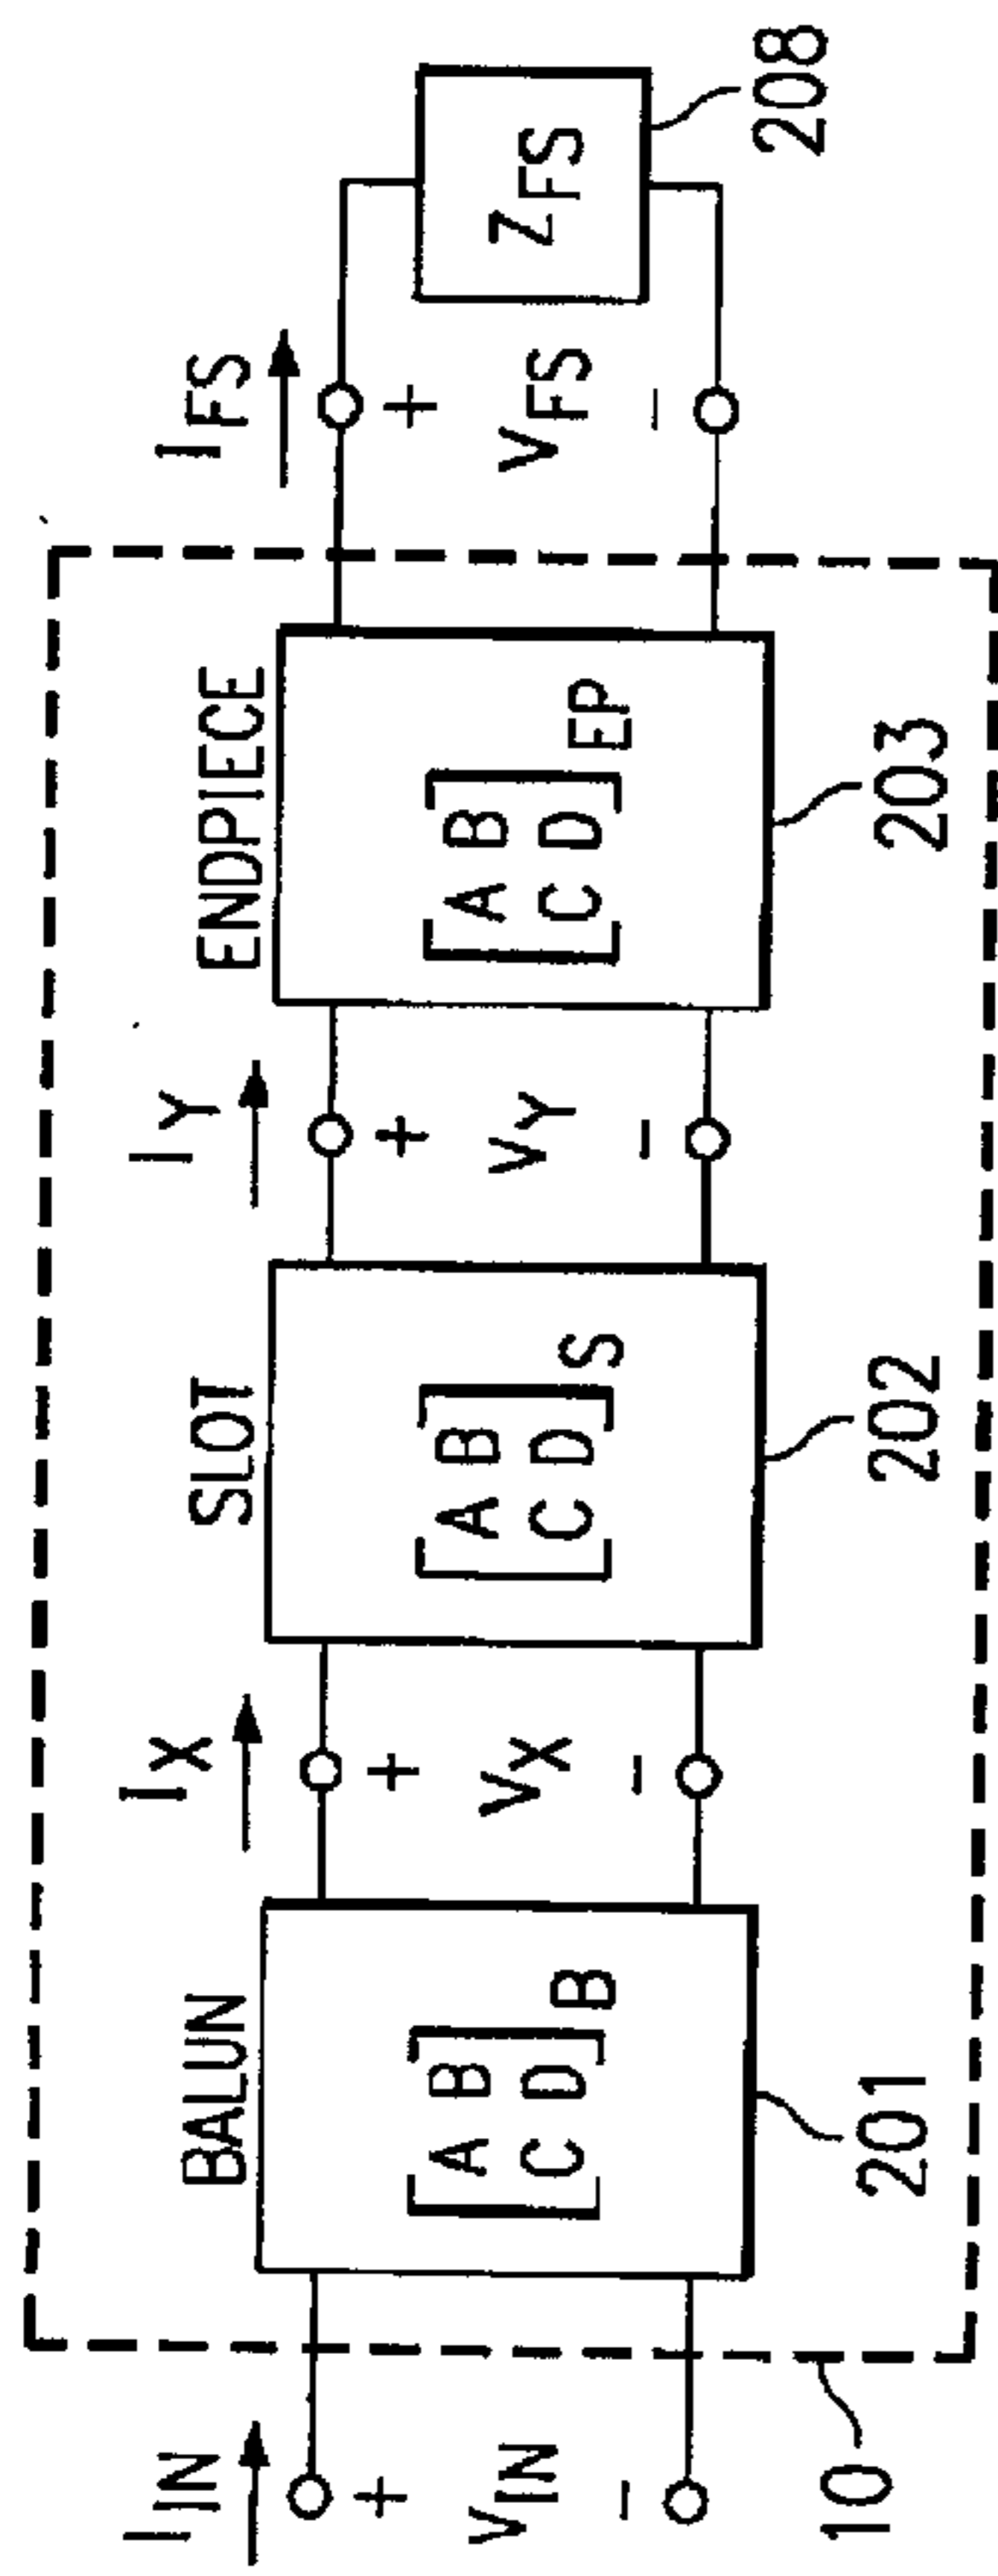 BALUN SLOT ENDPIECE
I_IN I_X I_Y I_FS
+ + + +
[A B
C D]_B
[A B
C D]_S
[A B
C D]_EP
V_IN V_X V_Y V_FS
Z_FS
- - - -
10 201 202 203 208